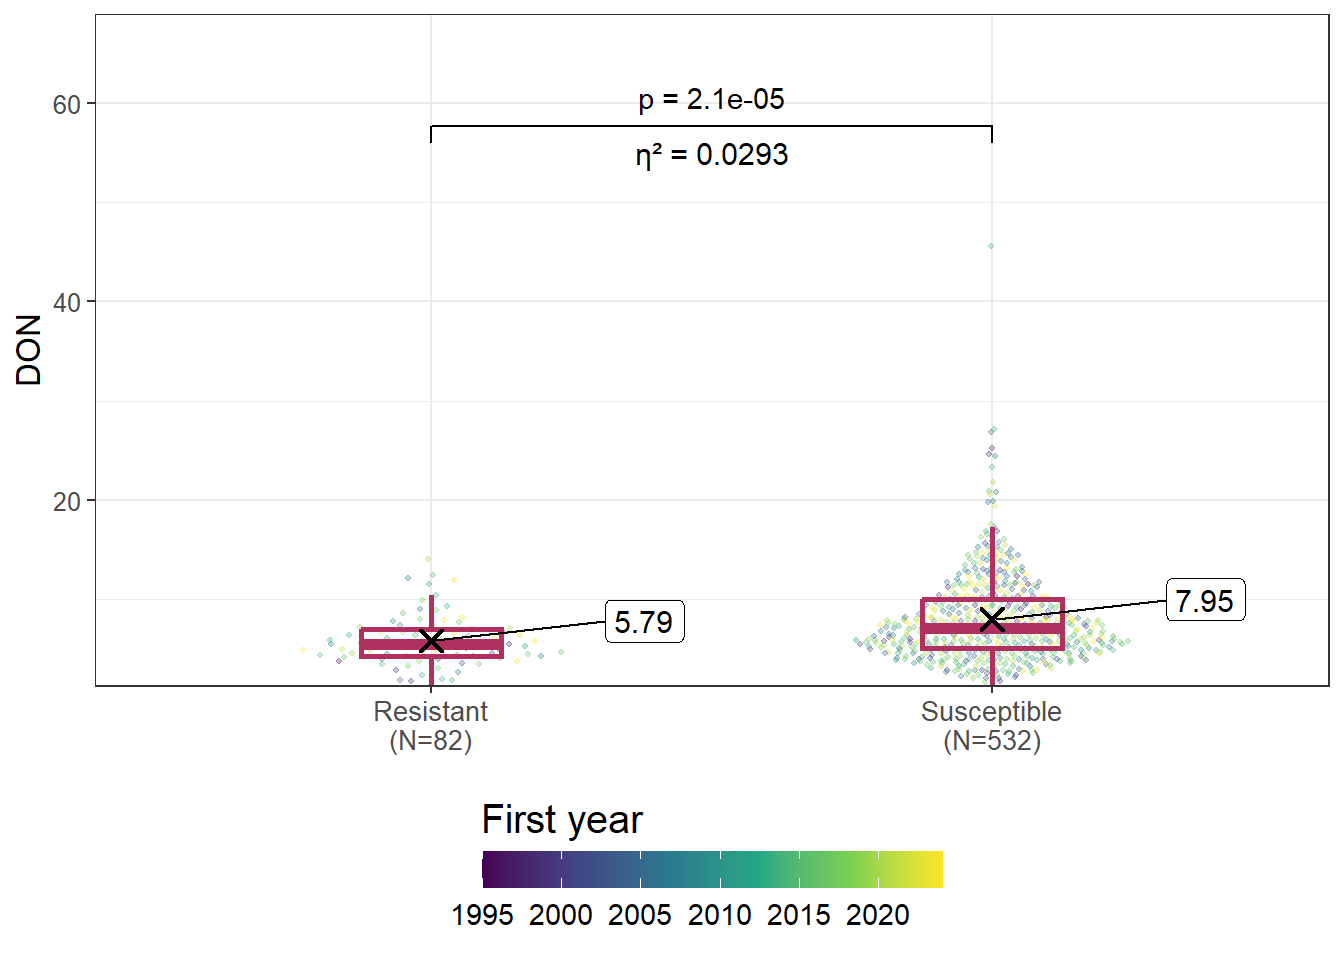 60
p = 2.1e-05
η² = 0.0293
40
DON
20
5.79
7.95
Resistant
(N=82)
Susceptible
(N=532)
First year
1995 2000 2005 2010 2015 2020